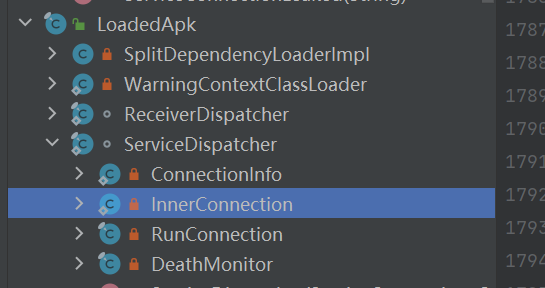 LoadedApk
SplitDependencyLoaderImpl
WarningContextClassLoader
ReceiverDispatcher
ServiceDispatcher
ConnectionInfo
InnerConnection
RunConnection
DeathMonitor
1787
1788
1789
1790
1791
1792
1793
1794